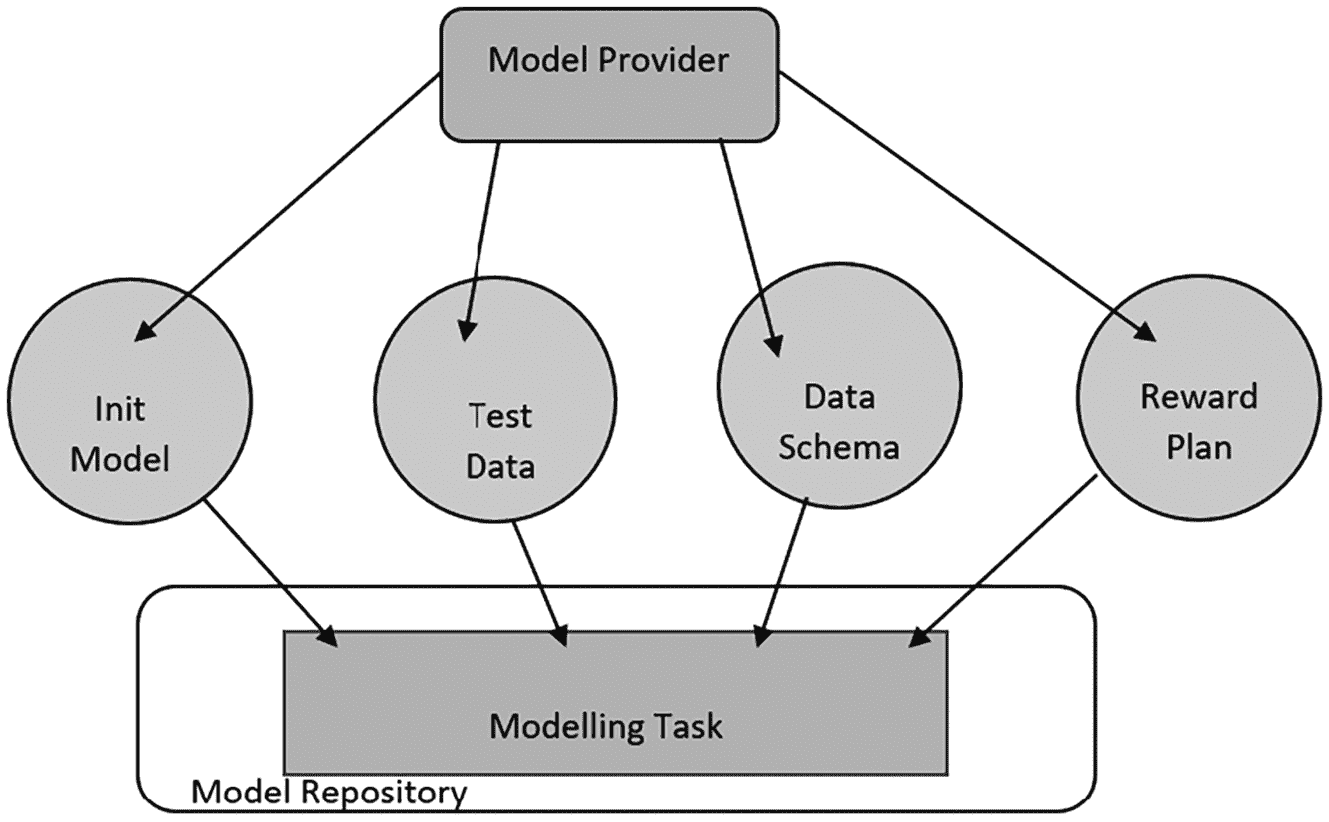 Model Provider
Init
Model
Test
Data
Data
Schema
Reward
Plan
Modelling Task
Model Repository